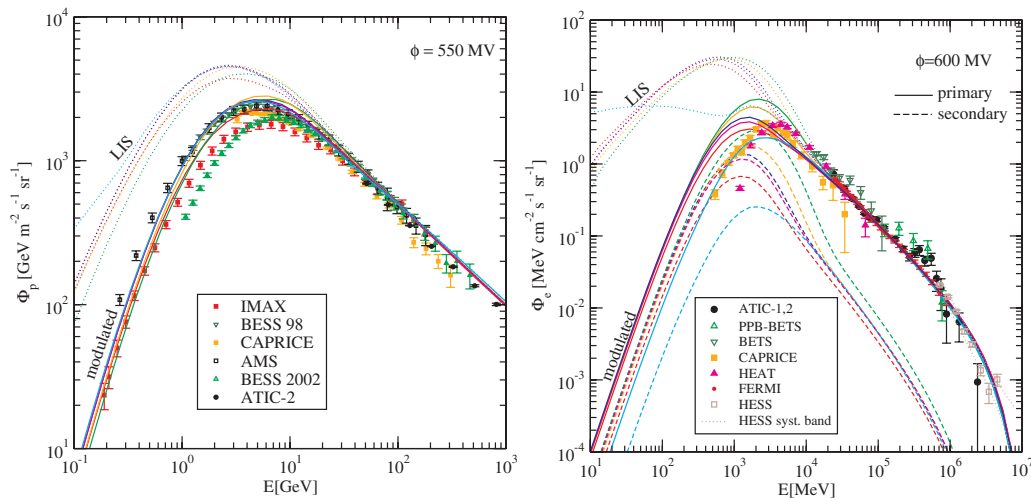 10^4
10^3
10^2
10^1
Φ_p [GeV m^-2 s^-1 sr^-1]
ϕ = 550 MV
LIS
modulated
IMAX
BESS 98
CAPRICE
AMS
BESS 2002
ATIC-2
10^-1
10^0
10^1
10^2
10^3
E[GeV]
10^2
10^1
10^0
10^-1
10^-2
10^-3
10^-4
Φ_e [MeV cm^-2 s^-1 sr^-1]
ϕ=600 MV
primary
secondary
LIS
modulated
ATIC-1,2
PPB-BETS
BETS
CAPRICE
HEAT
FERMI
HESS
HESS syst. band
10^1
10^2
10^3
10^4
10^5
10^6
10^7
E[MeV]